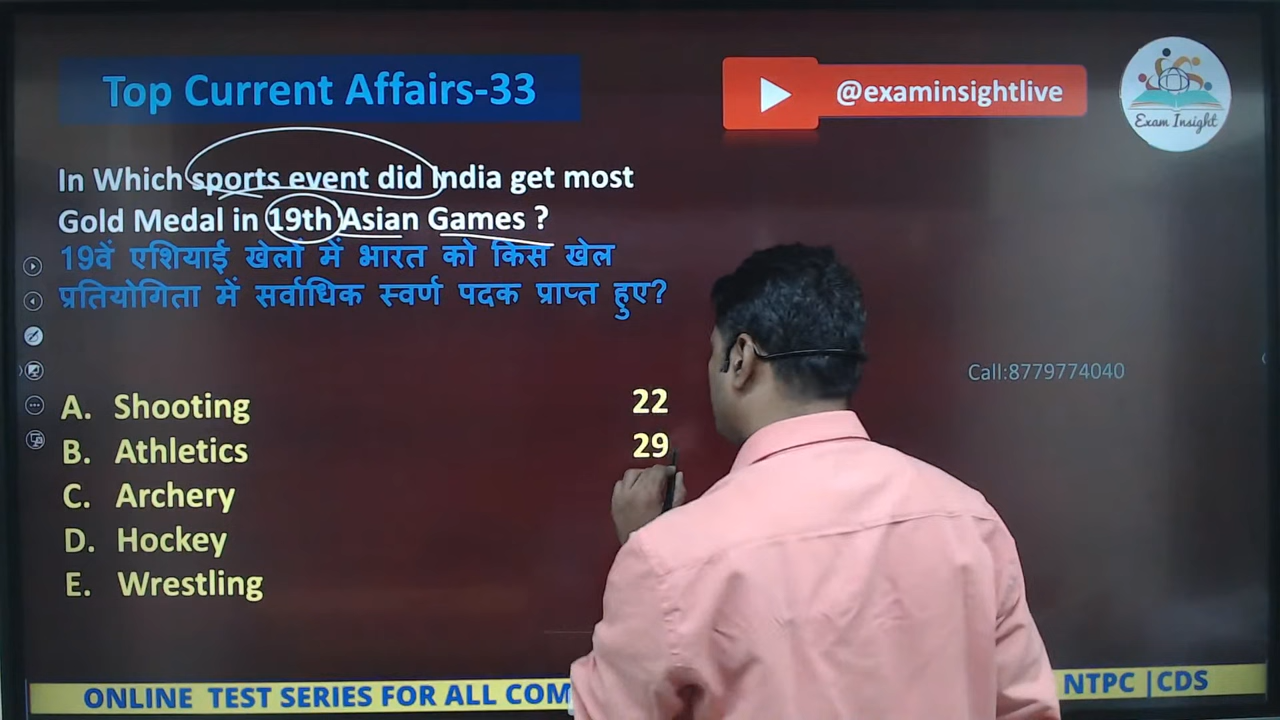 Top Current Affairs-33
@examinsightlive
Exam Insight
In Which sports event did India get most
Gold Medal in 19th Asian Games ?
19वें एशियाई खेलों में भारत को किस खेल
प्रतियोगिता में सर्वाधिक स्वर्ण पदक प्राप्त हुए?
Call:8779774040
A. Shooting 22
B. Athletics 29
C. Archery
D. Hockey
E. Wrestling
ONLINE TEST SERIES FOR ALL COM NTPC |CDS